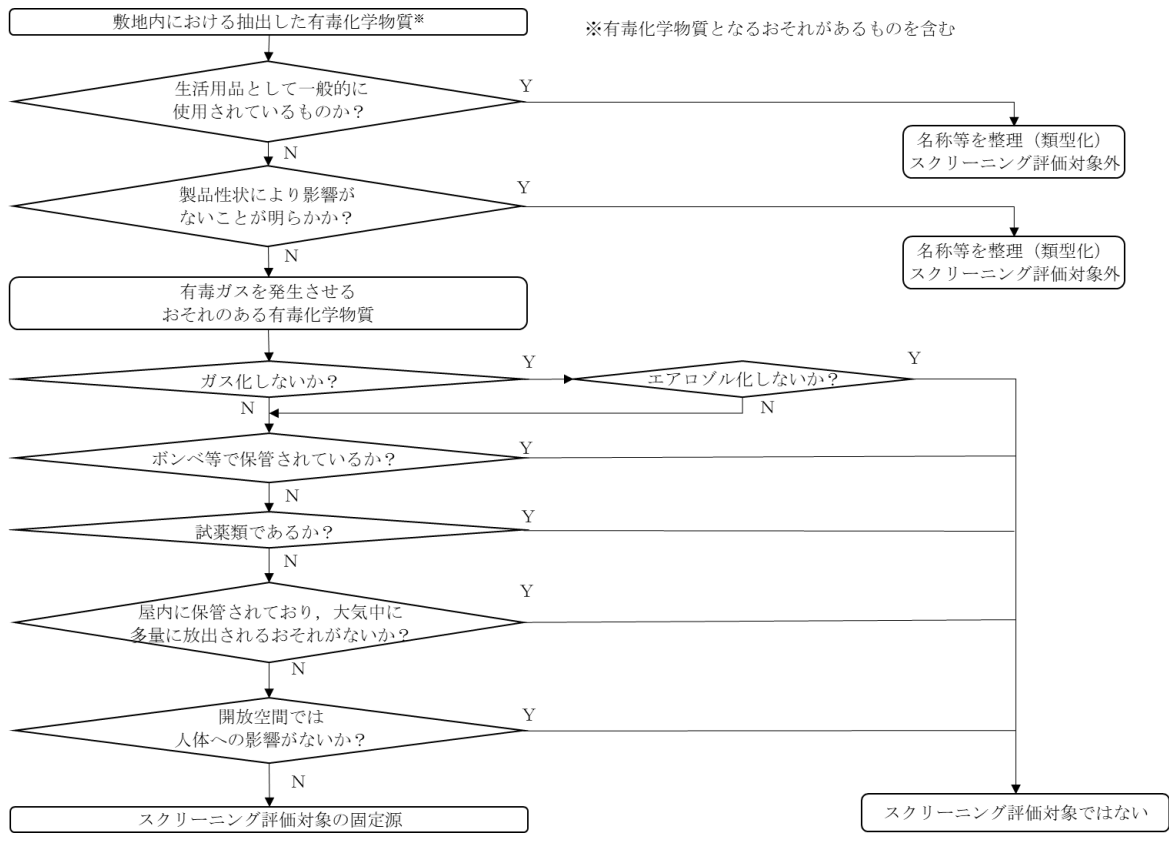 敷地内における抽出した有毒化学物質※
※有毒化学物質となるおそれがあるものを含む
生活用品として一般的に
使用されているものか？
Y
N
名称等を整理（類型化）
スクリーニング評価対象外
製品性状により影響が
ないことが明らかか？
Y
N
名称等を整理（類型化）
スクリーニング評価対象外
有毒ガスを発生させる
おそれのある有毒化学物質
ガス化しないか？
Y
N
エアロゾル化しないか？
Y
N
ボンベ等で保管されているか？
Y
N
試薬類であるか？
Y
N
屋内に保管されており，大気中に
多量に放出されるおそれがないか？
Y
N
開放空間では
人体への影響がないか？
Y
N
スクリーニング評価対象の固定源
スクリーニング評価対象ではない